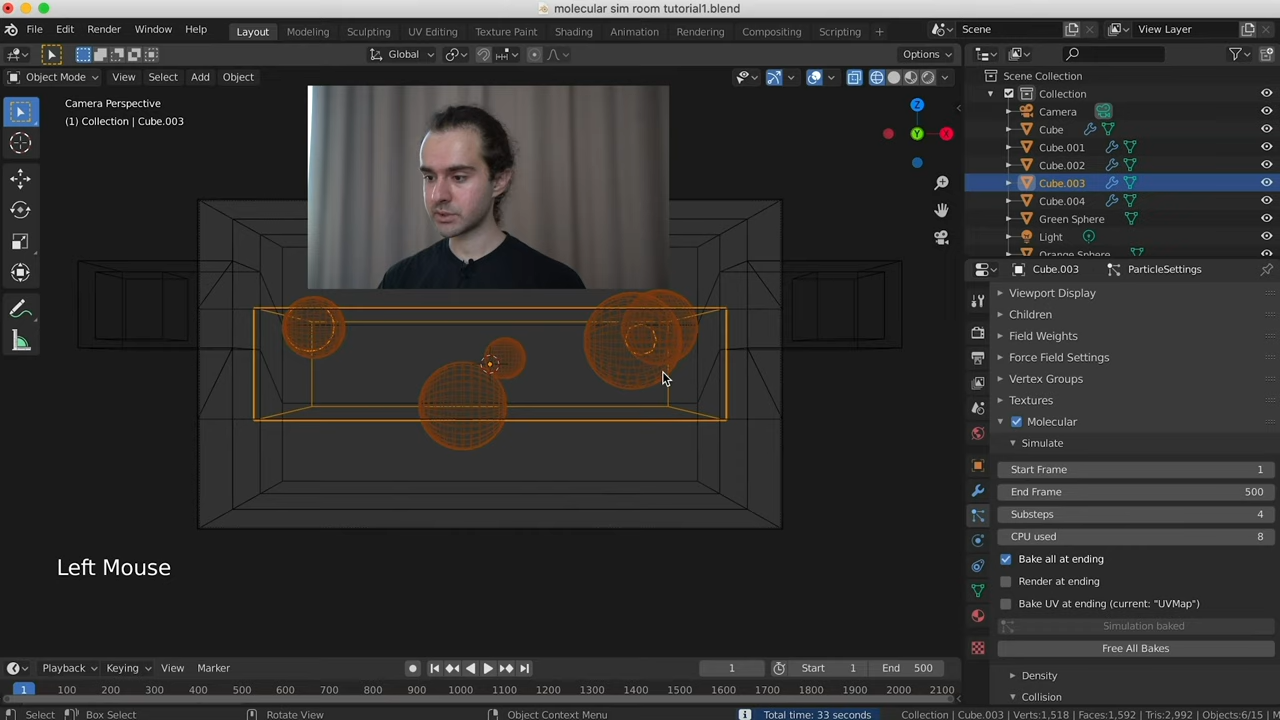 molecular sim room tutorial1.blend
File Edit Render Window Help
Layout Modeling Sculpting UV Editing Texture Paint Shading Animation Rendering Compositing Scripting +
Scene
View Layer
Global
Options
Object Mode View Select Add Object
Camera Perspective
(1) Collection | Cube.003
Z
Y
X
Scene Collection
Collection
Camera
Cube
Cube.001
Cube.002
Cube.003
Cube.004
Green Sphere
Light
Orange Sphere
Cube.003
ParticleSettings
Viewport Display
Children
Field Weights
Force Field Settings
Vertex Groups
Textures
Molecular
Simulate
Start Frame 1
End Frame 500
Substeps 4
CPU used 8
Bake all at ending
Render at ending
Bake UV at ending (current: "UVMap")
Simulation baked
Free All Bakes
Density
Collision
Left Mouse
Playback Keying View Marker
1
Start 1
End 500
1 100 200 300 400 500 600 700 800 900 1000 1100 1200 1300 1400 1500 1600 1700 1800 1900 2000 2100
Select
Box Select
Rotate View
Object Context Menu
Total time: 33 seconds
Collection | Cube.003 | Verts:1,518 | Faces:1,592 | Tris:2,992 | Objects:6/15 |